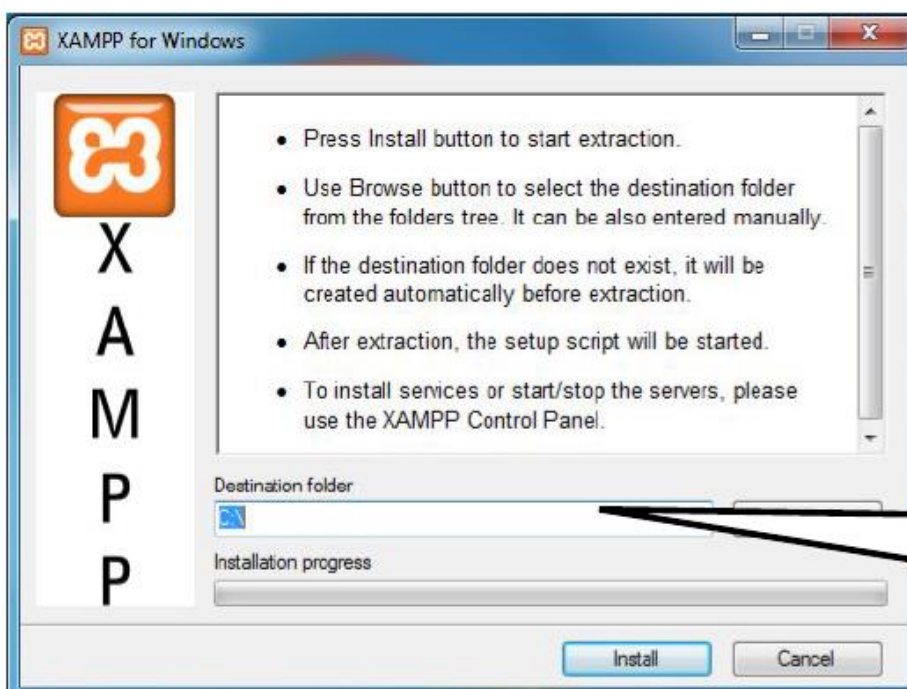 XAMPP for Windows
X
A
M
P
P
Press Install button to start extraction.
Use Browse button to select the destination folder
from the folders tree. It can be also entered manually.
If the destination folder does not exist, it will be
created automatically before extraction.
After extraction, the setup script will be started.
To install services or start/stop the servers, please
use the XAMPP Control Panel.
Destination folder
C:\
Installation progress
Install
Cancel